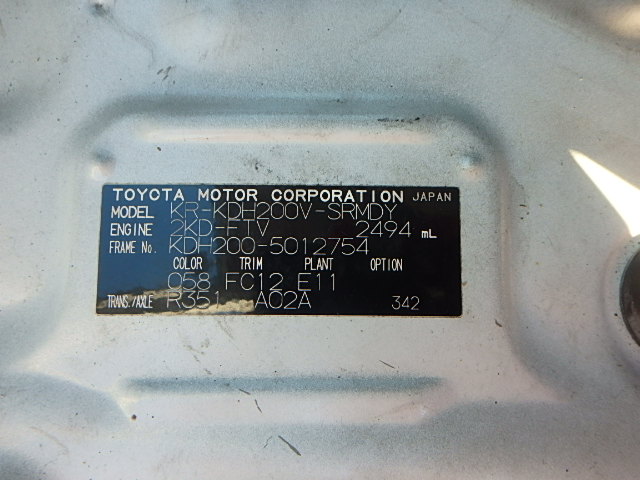 TOYOTA MOTOR CORPORATION JAPAN
MODEL KR-KDH200V-SRMDY
ENGINE 2KD-FTV 2494 mL
FRAME No. KDH200-5012754
COLOR TRIM PLANT OPTION
058 FC12 E11
TRANS./AXLE R351 A02A 342